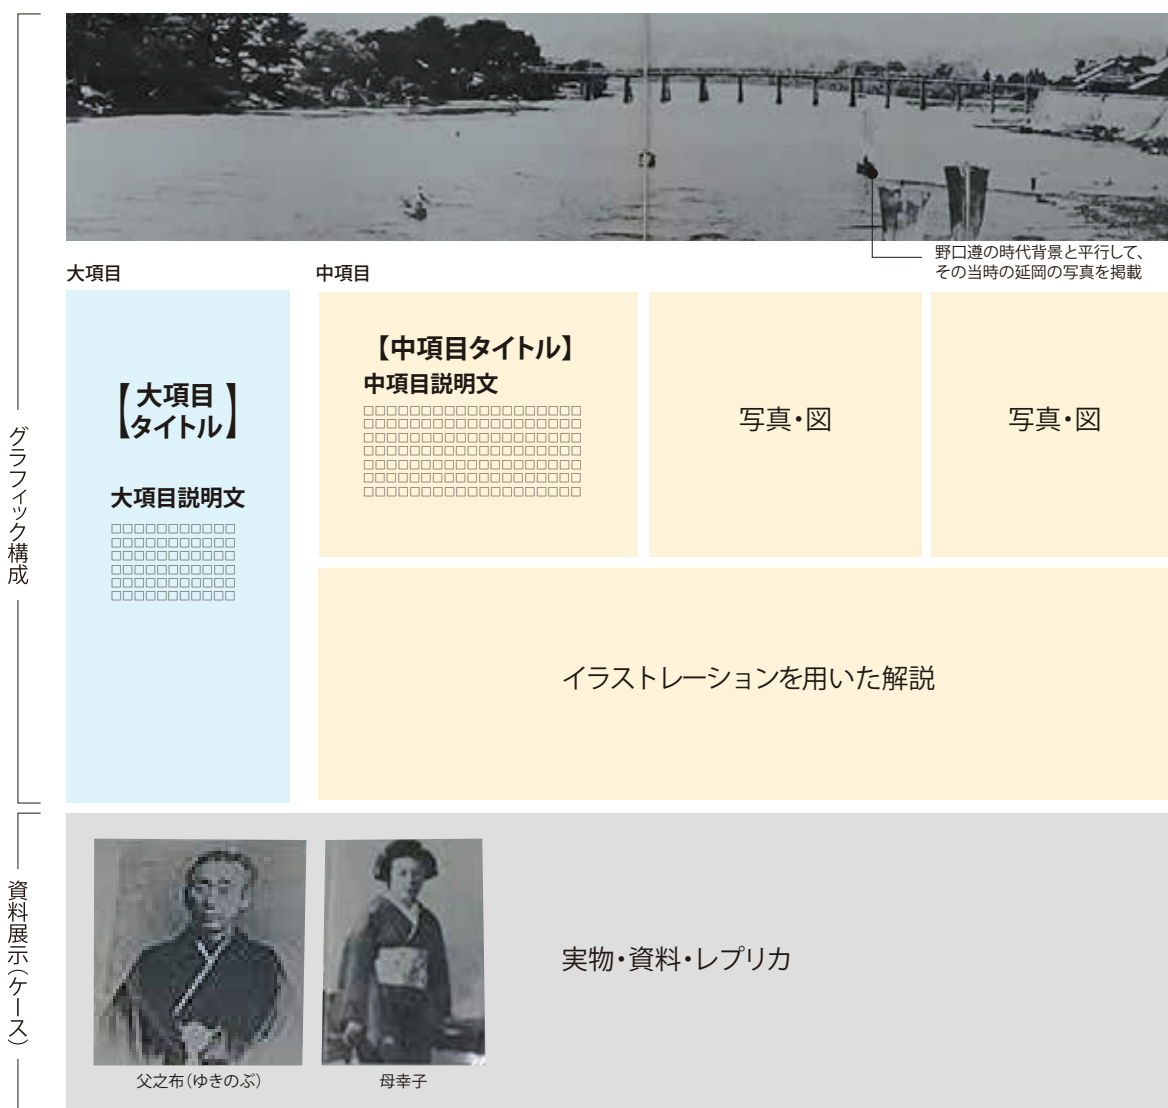 野口遵の時代背景と平行して、
その当時の延岡の写真を掲載
大項目
中項目
グラフィック構成
【大項目
タイトル】
大項目説明文
□□□□□□□□□□□
□□□□□□□□□□□
□□□□□□□□□□□
□□□□□□□□□□□
□□□□□□□□□□□
□□□□□□□□□□□
【中項目タイトル】
中項目説明文
□□□□□□□□□□□□□□□□□□□
□□□□□□□□□□□□□□□□□□□
□□□□□□□□□□□□□□□□□□□
□□□□□□□□□□□□□□□□□□□
□□□□□□□□□□□□□□□□□□□
□□□□□□□□□□□□□□□□□□□
□□□□□□□□□□□□□□□□□□□
写真・図
写真・図
イラストレーションを用いた解説
資料展示(ケース)
実物・資料・レプリカ
父之布(ゆきのぶ)
母幸子